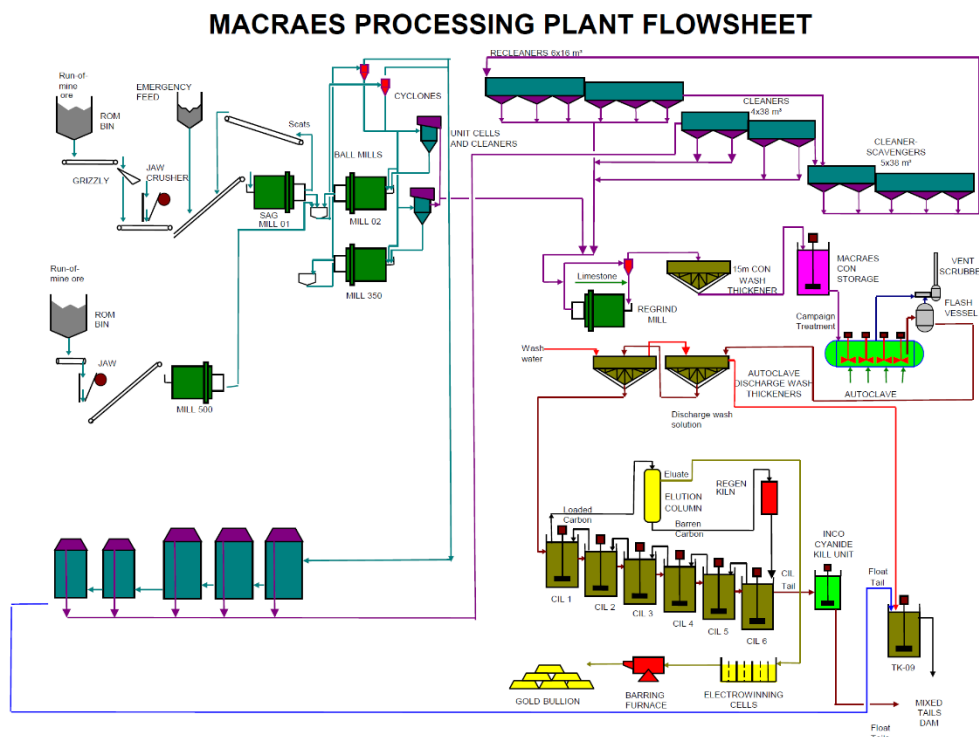 MACRAES PROCESSING PLANT FLOWSHEET
RECLEANERS 6x16 m³
Run-of-
mine ore
EMERGENCY
FEED
ROM
BIN
Scats
CYCLONES
UNIT CELLS
AND CLEANERS
CLEANERS
4x38 m³
CLEANER-
SCAVENGERS
5x38 m³
GRIZZLY
JAW
CRUSHER
BALL MILLS
SAG
MILL 01
MILL 02
MILL 350
Run-of-
mine ore
ROM
BIN
JAW
MILL 500
Limestone
REGRIND
MILL
15m CON
WASH
THICKENER
MACRAES
CON
STORAGE
VENT
SCRUBBE
FLASH
VESSEL
Campaign
Treatment
AUTOCLAVE
Wash
water
AUTOCLAVE
DISCHARGE WASH
THICKENERS
Discharge wash
solution
Eluate
ELUTION
COLUMN
REGEN
KILN
Loaded
Carbon
Barren
Carbon
INCO
CYANIDE
KILL UNIT
CIL
Tail
Float
Tail
CIL 1
CIL 2
CIL 3
CIL 4
CIL 5
CIL 6
TK-09
GOLD BULLION
BARRING
FURNACE
ELECTROWINNING
CELLS
MIXED
TAILS
DAM
Float